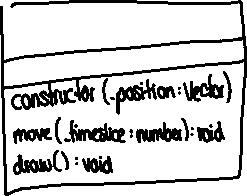 constructor (_position: Vector)
move (_timeslice: number): void
draw(): void